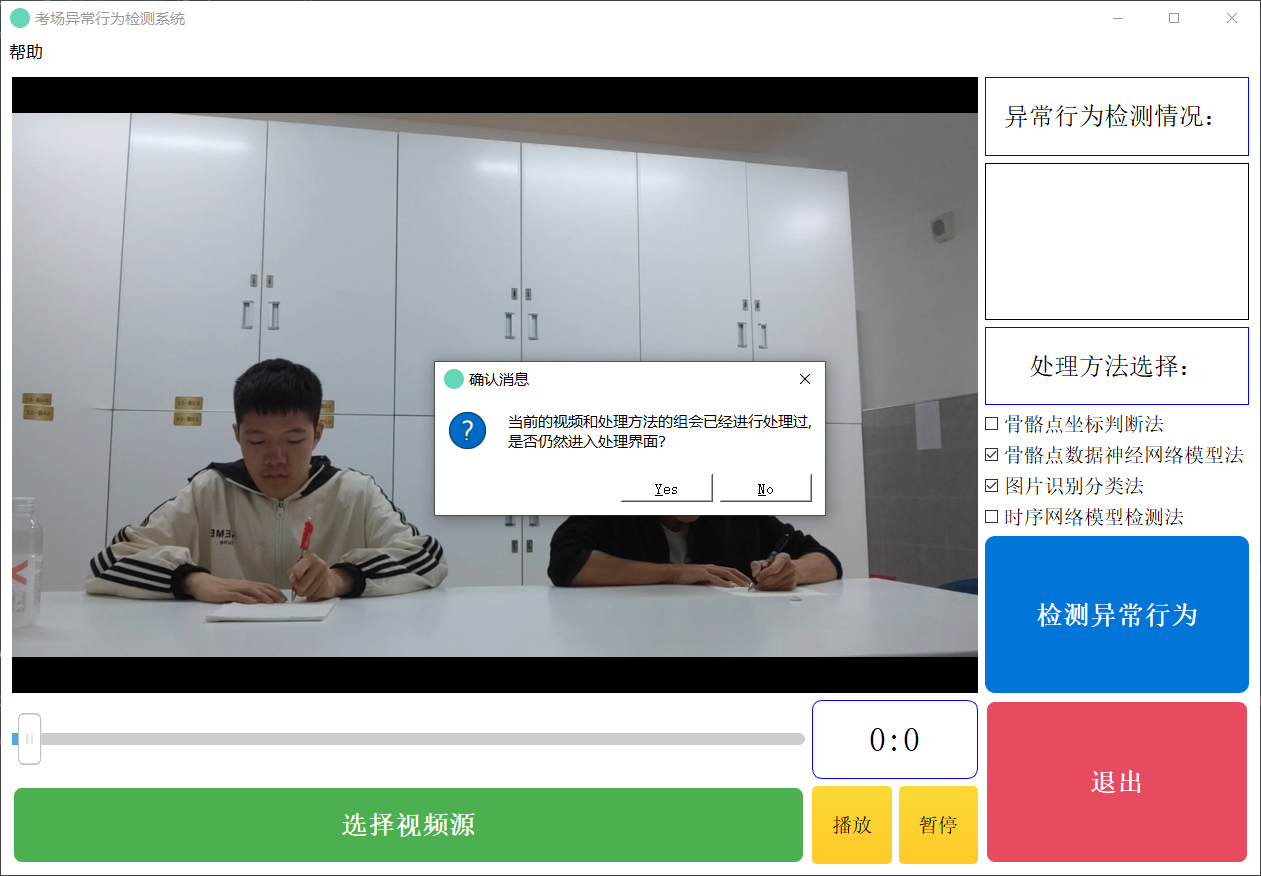 考场异常行为检测系统
帮助
异常行为检测情况：
处理方法选择：
骨骼点坐标判断法
骨骼点数据神经网络模型法
图片识别分类法
时序网络模型检测法
确认消息
当前的视频和处理方法的组会已经进行处理过,
是否仍然进入处理界面?
Yes
No
检测异常行为
0:0
选择视频源
播放
暂停
退出